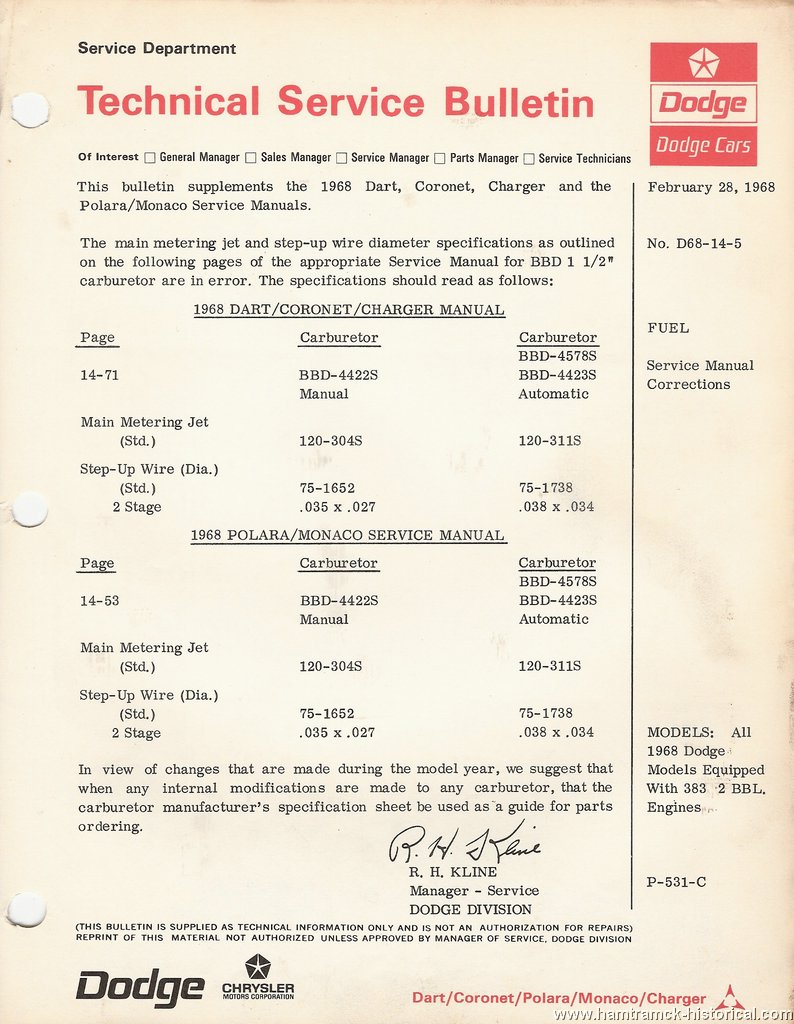 Service Department
Technical Service Bulletin
Dodge
Dodge Cars
Of Interest General Manager Sales Manager Service Manager Parts Manager Service Technicians
This bulletin supplements the 1968 Dart, Coronet, Charger and the
Polara/Monaco Service Manuals.
February 28, 1968
The main metering jet and step-up wire diameter specifications as outlined
on the following pages of the appropriate Service Manual for BBD 1 1/2"
carburetor are in error. The specifications should read as follows:
No. D68-14-5
1968 DART/CORONET/CHARGER MANUAL
Page Carburetor Carburetor
BBD-4578S
14-71 BBD-4422S BBD-4423S
Manual Automatic
Main Metering Jet
(Std.) 120-304S 120-311S
Step-Up Wire (Dia.)
(Std.) 75-1652 75-1738
2 Stage .035 x .027 .038 x .034
FUEL
Service Manual
Corrections
1968 POLARA/MONACO SERVICE MANUAL
Page Carburetor Carburetor
BBD-4578S
14-53 BBD-4422S BBD-4423S
Manual Automatic
Main Metering Jet
(Std.) 120-304S 120-311S
Step-Up Wire (Dia.)
(Std.) 75-1652 75-1738
2 Stage .035 x .027 .038 x .034
In view of changes that are made during the model year, we suggest that
when any internal modifications are made to any carburetor, that the
carburetor manufacturer's specification sheet be used as a guide for parts
ordering.
MODELS: All
1968 Dodge
Models Equipped
With 383 2 BBL.
Engines
R. H. Kline
R. H. KLINE
Manager - Service
DODGE DIVISION
P-531-C
(THIS BULLETIN IS SUPPLIED AS TECHNICAL INFORMATION ONLY AND IS NOT AN AUTHORIZATION FOR REPAIRS)
REPRINT OF THIS MATERIAL NOT AUTHORIZED UNLESS APPROVED BY MANAGER OF SERVICE, DODGE DIVISION
Dodge
CHRYSLER
MOTORS CORPORATION
Dart/Coronet/Polara/Monaco/Charger
www.hamtramck-historical.com